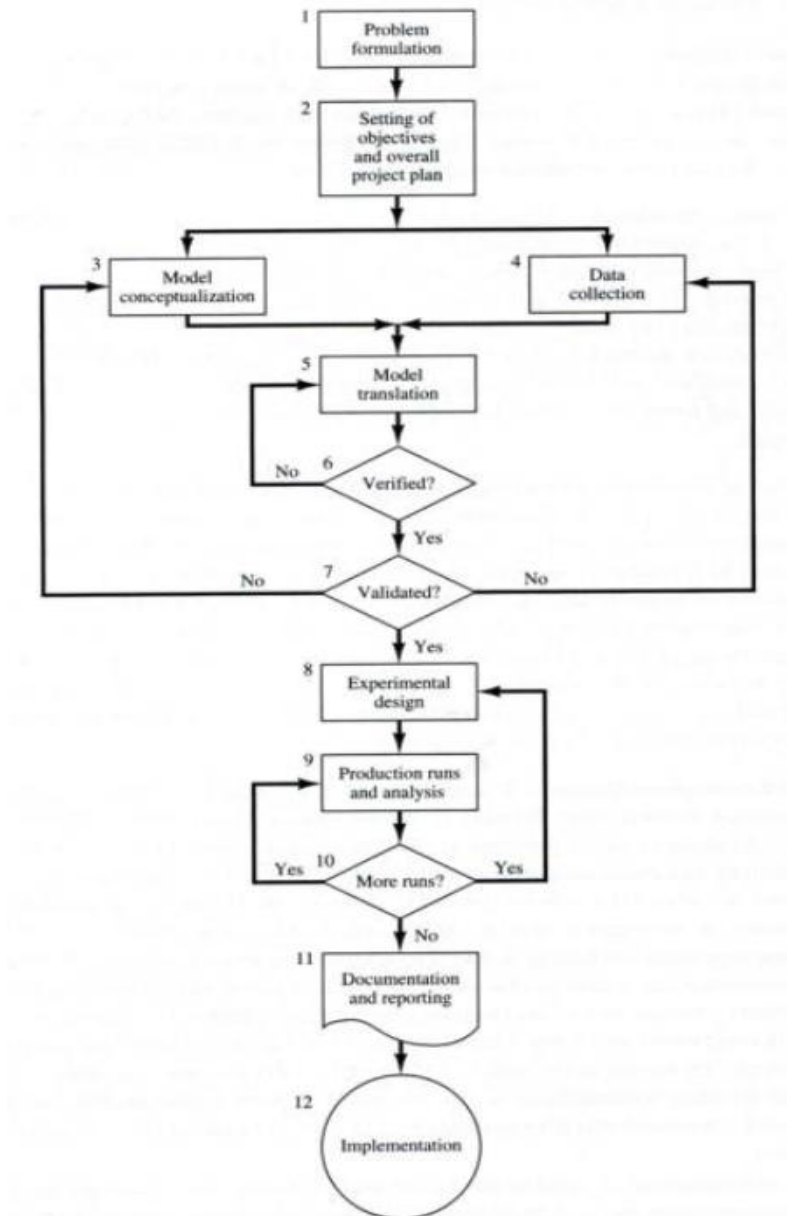 1
Problem
formulation
2
Setting of
objectives
and overall
project plan
3
Model
conceptualization
4
Data
collection
5
Model
translation
No
6
Verified?
Yes
No
7
Validated?
No
Yes
8
Experimental
design
9
Production runs
and analysis
Yes
10
More runs?
Yes
No
11
Documentation
and reporting
12
Implementation